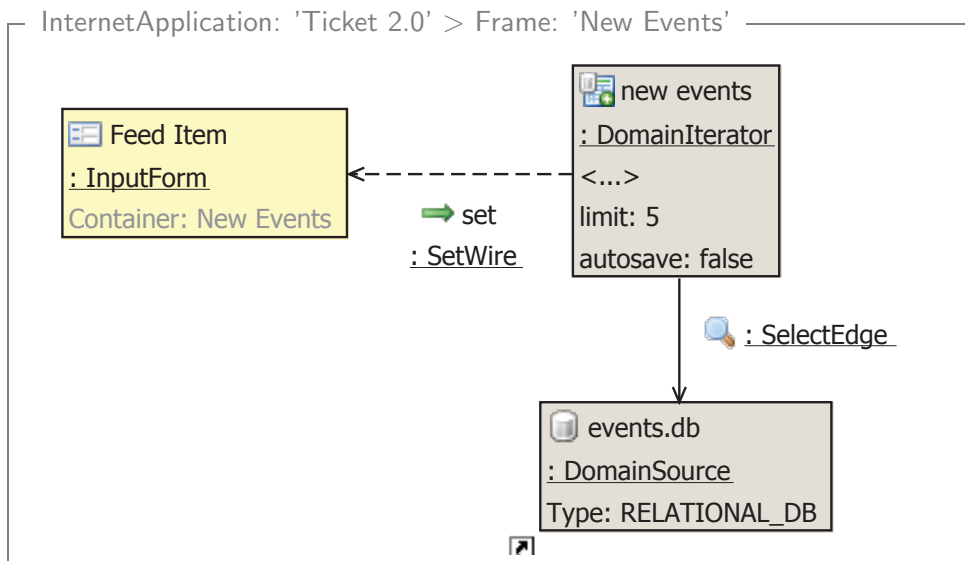 InternetApplication: 'Ticket 2.0' > Frame: 'New Events'
Feed Item
: InputForm
Container: New Events
set
: SetWire
new events
: DomainIterator
<...>
limit: 5
autosave: false
: SelectEdge
events.db
: DomainSource
Type: RELATIONAL_DB